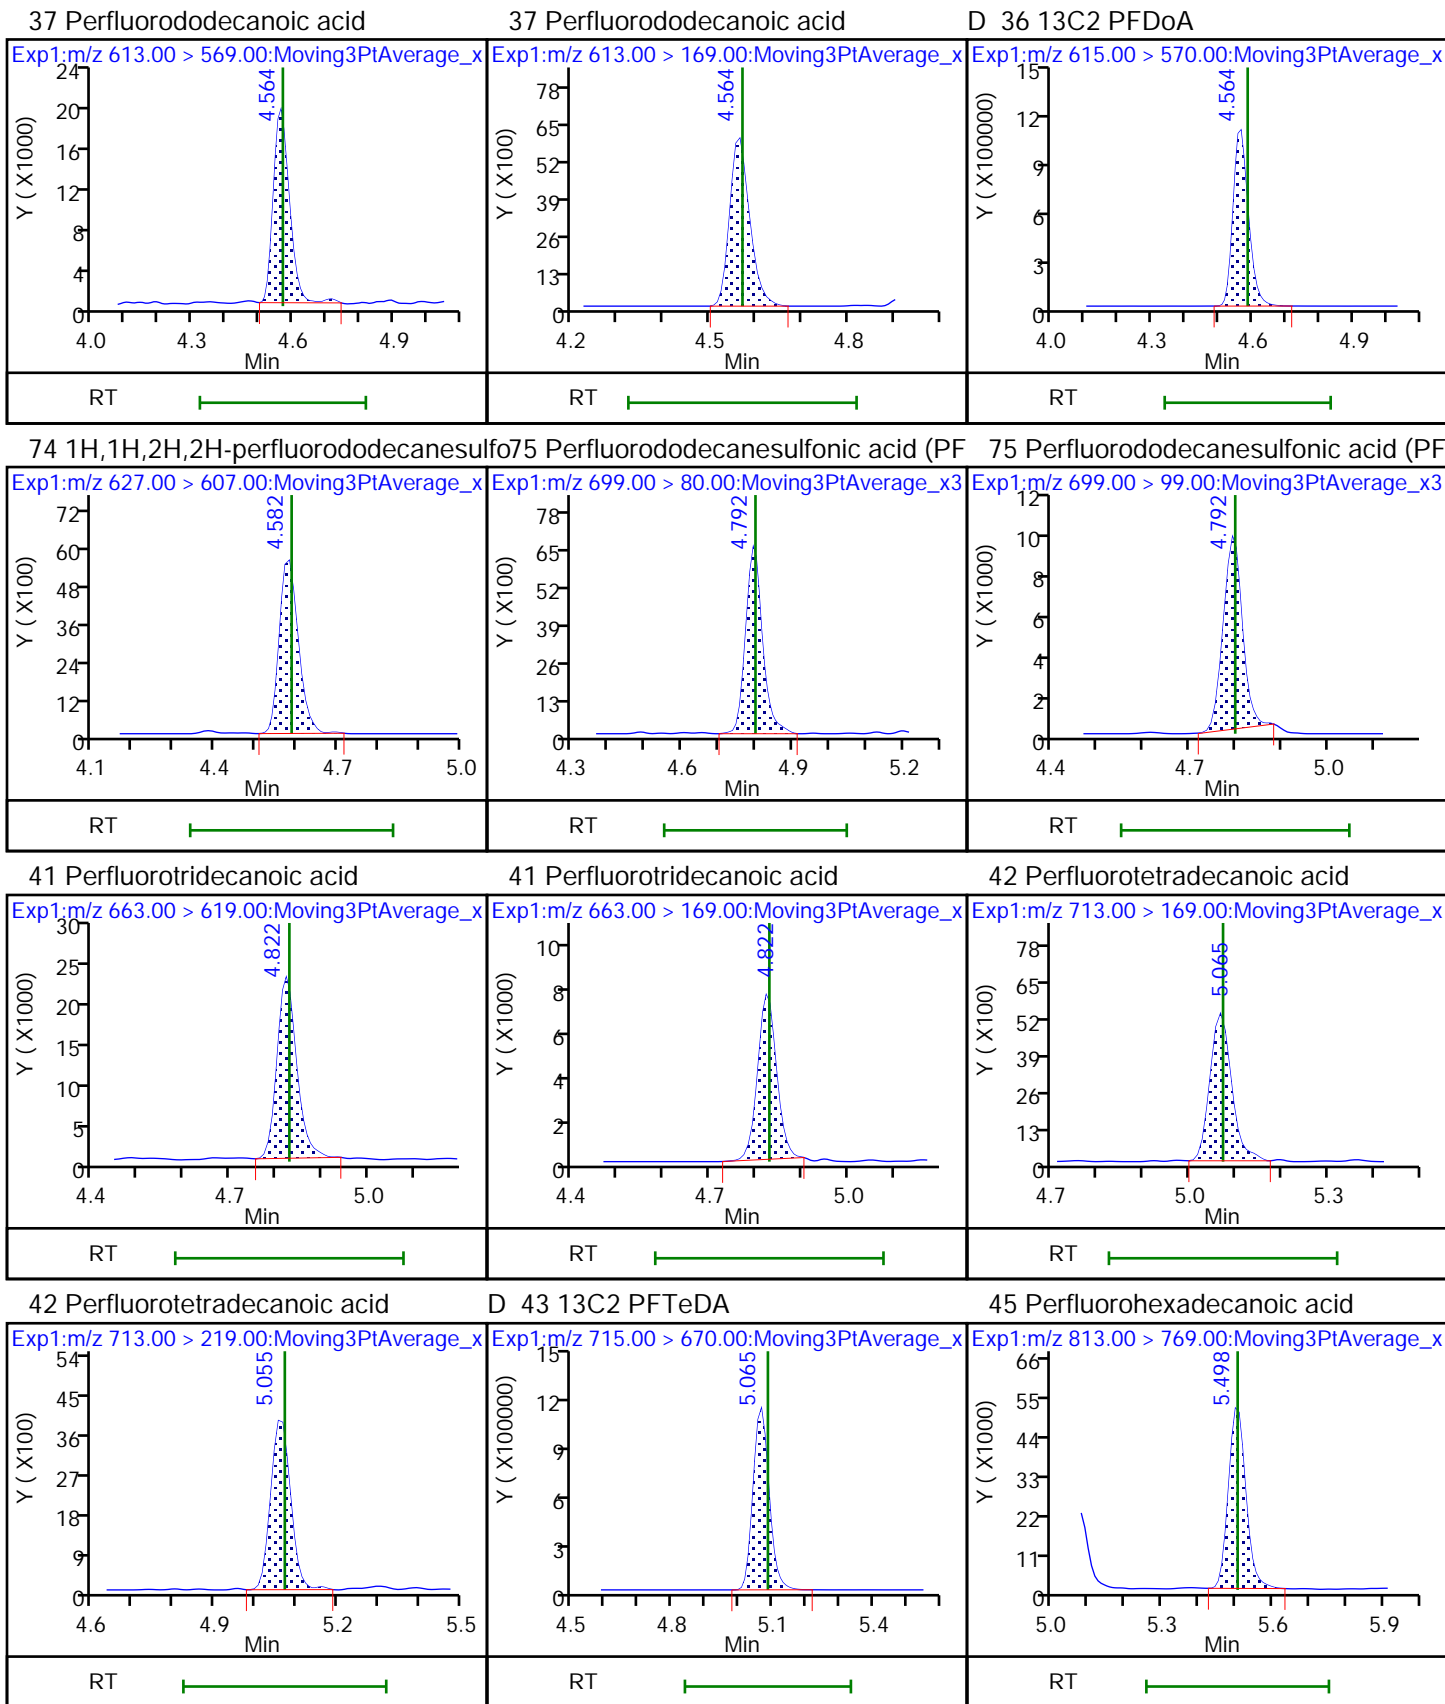 37 Perfluorododecanoic acid
Exp1:m/z 613.00 > 569.00:Moving3PtAverage_x
4.564
Y ( X1000)
24
20
16
12
8
4
0
4.0 4.3 4.6 4.9
Min
RT
37 Perfluorododecanoic acid
Exp1:m/z 613.00 > 169.00:Moving3PtAverage_x
4.564
Y ( X100)
78
65
52
39
26
13
0
4.2 4.5 4.8
Min
RT
D 36 13C2 PFDoA
Exp1:m/z 615.00 > 570.00:Moving3PtAverage_x
4.564
Y ( X100000)
15
12
9
6
3
0
4.0 4.3 4.6 4.9
Min
RT
74 1H,1H,2H,2H-perfluorododecanesulfo
Exp1:m/z 627.00 > 607.00:Moving3PtAverage_x
4.582
Y ( X100)
72
60
48
36
24
12
0
4.1 4.4 4.7 5.0
Min
RT
75 Perfluorododecanesulfonic acid (PF
Exp1:m/z 699.00 > 80.00:Moving3PtAverage_x3
4.792
Y ( X100)
78
65
52
39
26
13
0
4.3 4.6 4.9 5.2
Min
RT
75 Perfluorododecanesulfonic acid (PF
Exp1:m/z 699.00 > 99.00:Moving3PtAverage_x3
4.792
Y ( X1000)
12
10
8
6
4
2
0
4.4 4.7 5.0
Min
RT
41 Perfluorotridecanoic acid
Exp1:m/z 663.00 > 619.00:Moving3PtAverage_x
4.822
Y ( X1000)
30
25
20
15
10
5
0
4.4 4.7 5.0
Min
RT
41 Perfluorotridecanoic acid
Exp1:m/z 663.00 > 169.00:Moving3PtAverage_x
4.822
Y ( X1000)
10
8
6
4
2
0
4.4 4.7 5.0
Min
RT
42 Perfluorotetradecanoic acid
Exp1:m/z 713.00 > 169.00:Moving3PtAverage_x
5.065
Y ( X100)
78
65
52
39
26
13
0
4.7 5.0 5.3
Min
RT
42 Perfluorotetradecanoic acid
Exp1:m/z 713.00 > 219.00:Moving3PtAverage_x
5.055
Y ( X100)
54
45
36
27
18
9
0
4.6 4.9 5.2 5.5
Min
RT
D 43 13C2 PFTeDA
Exp1:m/z 715.00 > 670.00:Moving3PtAverage_x
5.065
Y ( X100000)
15
12
9
6
3
0
4.5 4.8 5.1 5.4
Min
RT
45 Perfluorohexadecanoic acid
Exp1:m/z 813.00 > 769.00:Moving3PtAverage_x
5.498
Y ( X1000)
66
55
44
33
22
11
0
5.0 5.3 5.6 5.9
Min
RT